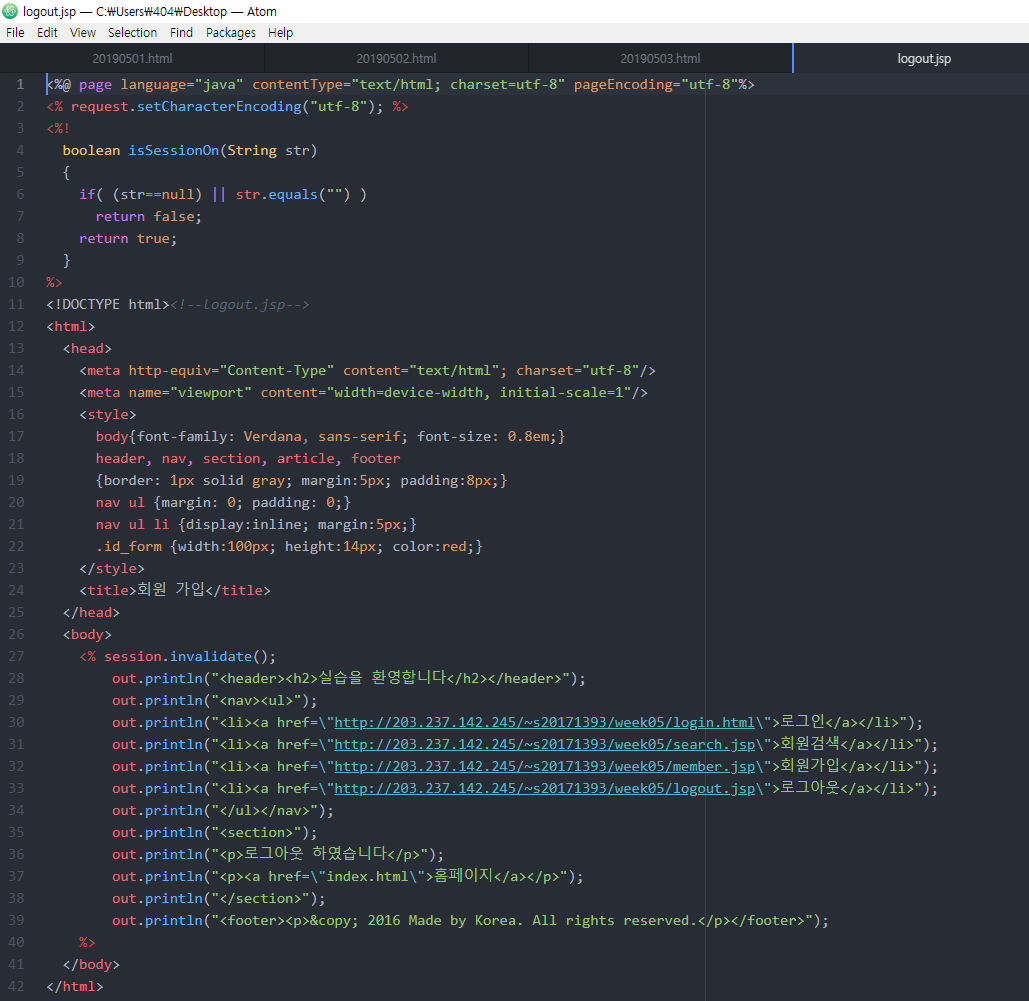 logout.jsp — C:₩Users₩404₩Desktop — Atom
File Edit View Selection Find Packages Help
20190501.html 20190502.html 20190503.html logout.jsp
1 <%@ page language="java" contentType="text/html; charset=utf-8" pageEncoding="utf-8"%>
2 <% request.setCharacterEncoding("utf-8"); %>
3 <%!
4   boolean isSessionOn(String str)
5   {
6     if( (str==null) || str.equals("") )
7       return false;
8     return true;
9   }
10 %>
11 <!DOCTYPE html><!--logout.jsp-->
12 <html>
13   <head>
14     <meta http-equiv="Content-Type" content="text/html"; charset="utf-8"/>
15     <meta name="viewport" content="width=device-width, initial-scale=1"/>
16     <style>
17       body{font-family: Verdana, sans-serif; font-size: 0.8em;}
18       header, nav, section, article, footer
19       {border: 1px solid gray; margin:5px; padding:8px;}
20       nav ul {margin: 0; padding: 0;}
21       nav ul li {display:inline; margin:5px;}
22       .id_form {width:100px; height:14px; color:red;}
23     </style>
24     <title>회원 가입</title>
25   </head>
26   <body>
27     <% session.invalidate();
28         out.println("<header><h2>실습을 환영합니다</h2></header>");
29         out.println("<nav><ul>");
30         out.println("<li><a href=\"http://203.237.142.245/~s20171393/week05/login.html\">로그인</a></li>");
31         out.println("<li><a href=\"http://203.237.142.245/~s20171393/week05/search.jsp\">회원검색</a></li>");
32         out.println("<li><a href=\"http://203.237.142.245/~s20171393/week05/member.jsp\">회원가입</a></li>");
33         out.println("<li><a href=\"http://203.237.142.245/~s20171393/week05/logout.jsp\">로그아웃</a></li>");
34         out.println("</ul></nav>");
35         out.println("<section>");
36         out.println("<p>로그아웃 하였습니다</p>");
37         out.println("<p><a href=\"index.html\">홈페이지</a></p>");
38         out.println("</section>");
39         out.println("<footer><p>&copy; 2016 Made by Korea. All rights reserved.</p></footer>");
40     %>
41   </body>
42 </html>